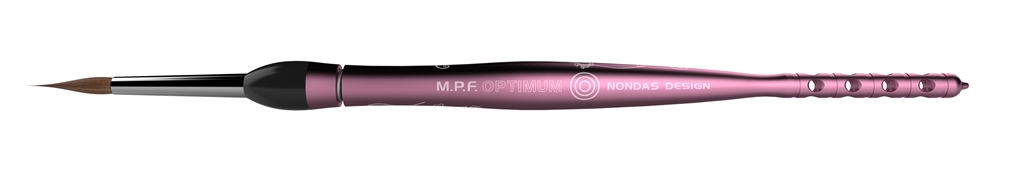 M.P.F. OPTIMUM NONDAS DESIGN